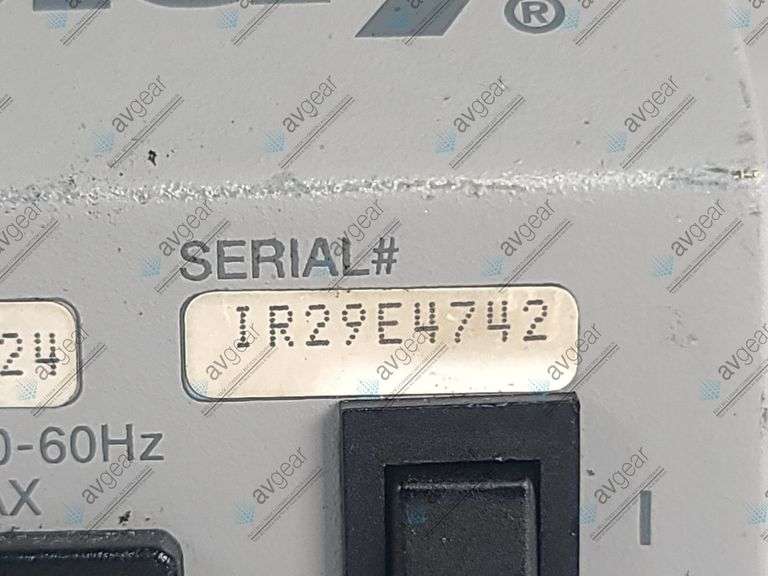 ®
SERIAL#
IR29E4742
24
0-60Hz
AX
I
avgear